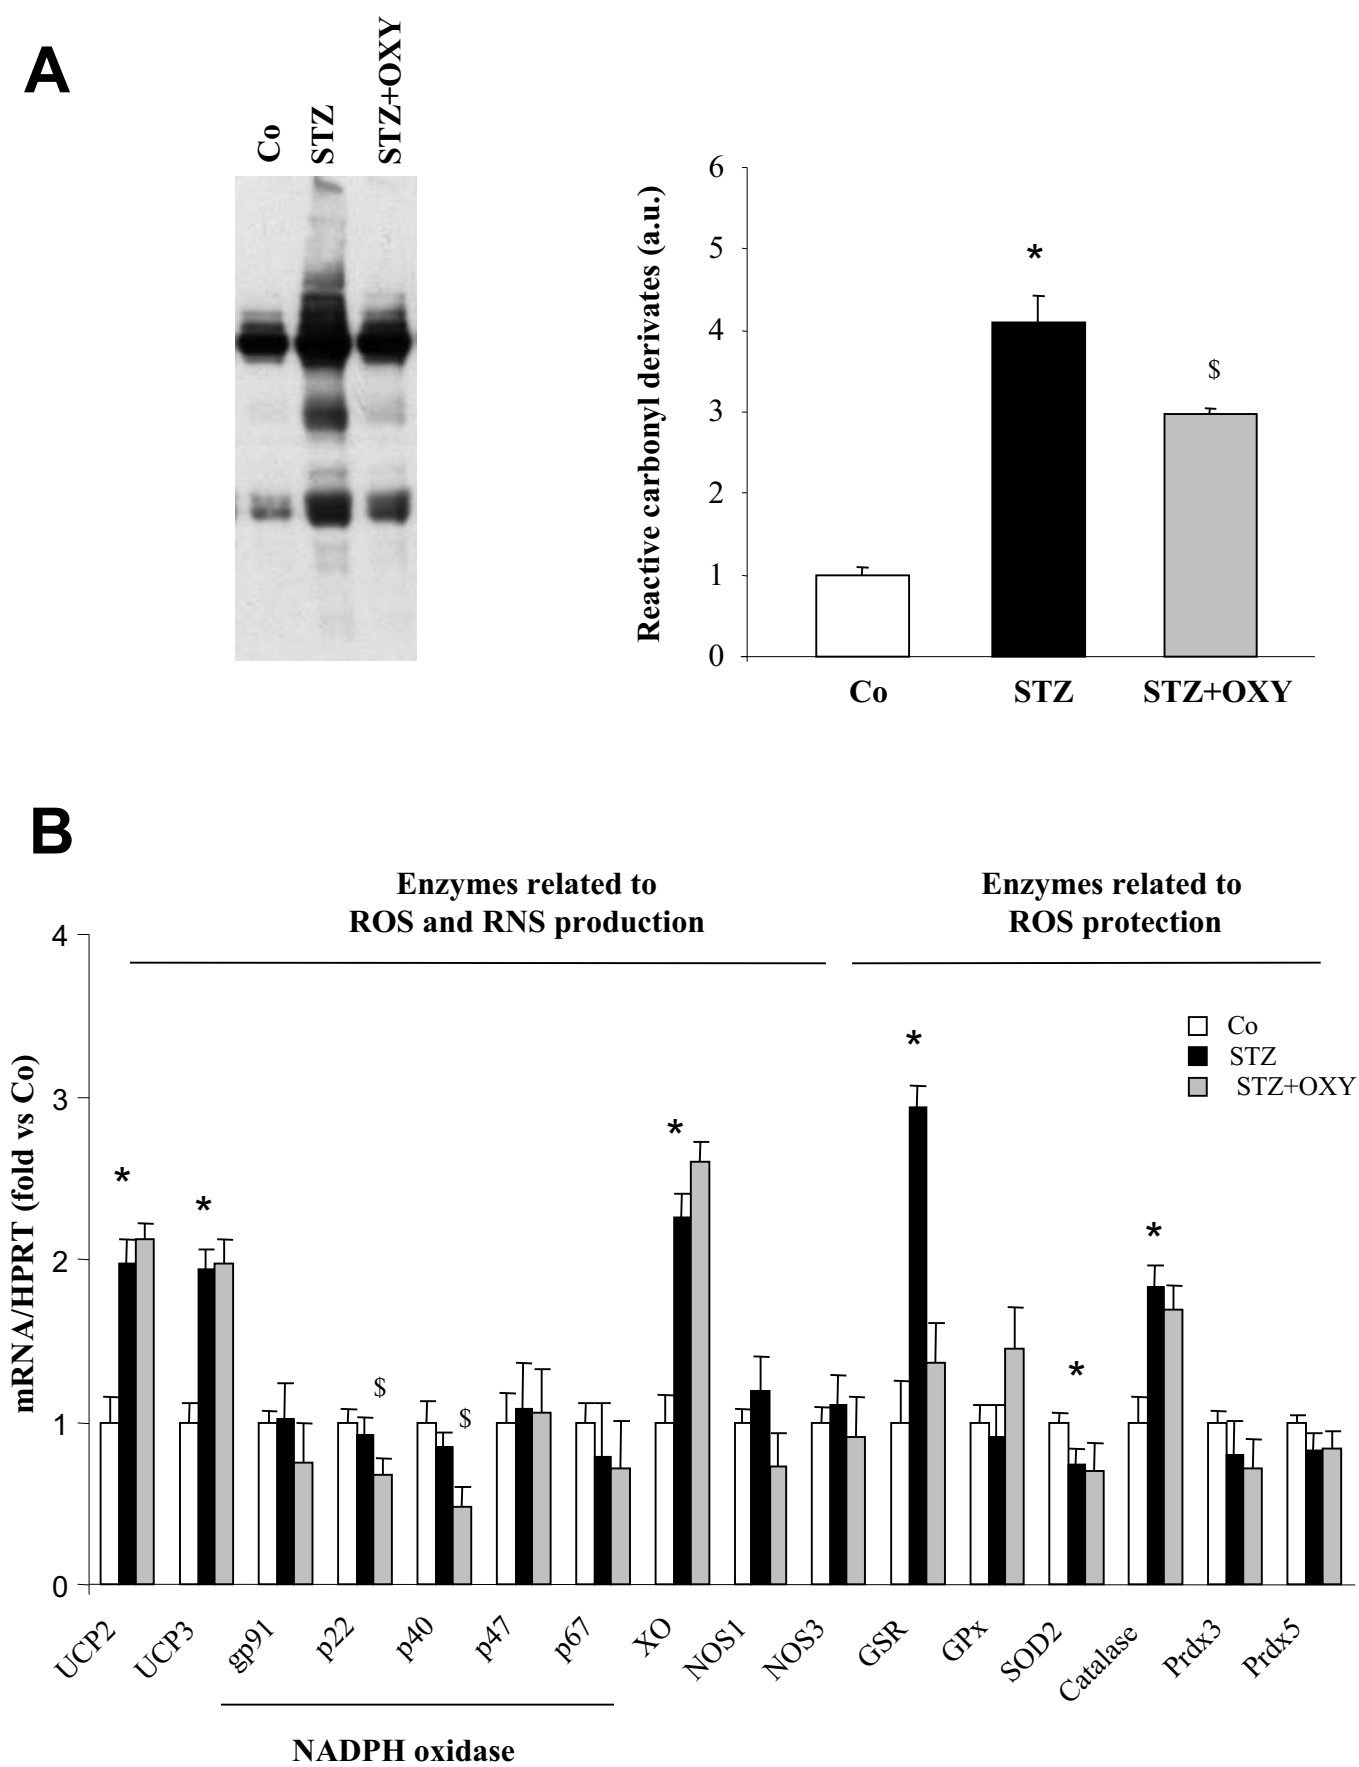 A
Co
STZ
STZ+OXY
Reactive carbonyl derivates (a.u.)
6
5
4
3
2
1
0
*
$
Co
STZ
STZ+OXY
B
Enzymes related to
ROS and RNS production
Enzymes related to
ROS protection
mRNA/HPRT (fold vs Co)
4
3
2
1
0
Co
STZ
STZ+OXY
*
*
$
$
*
*
*
*
UCP2
UCP3
gp91
p22
p40
p47
p67
XO
NOS1
NOS3
GSR
GPx
SOD2
Catalase
Prdx3
Prdx5
NADPH oxidase